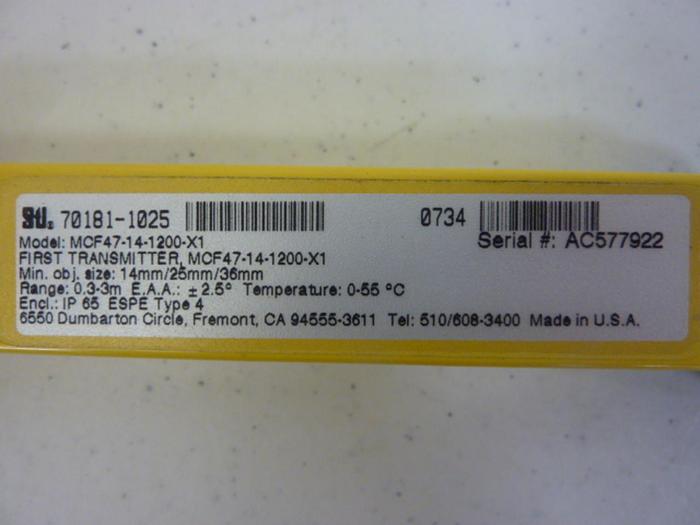 STI. 70181-1025 0734
Model: MCF47-14-1200-X1 Serial #: AC577922
FIRST TRANSMITTER, MCF47-14-1200-X1
Min. obj. size: 14mm/25mm/36mm
Range: 0.3-3m E.A.A.: ± 2.5° Temperature: 0-55 °C
Encl.: IP 65 ESPE Type 4
6550 Dumbarton Circle, Fremont, CA 94555-3611 Tel: 510/608-3400 Made in U.S.A.